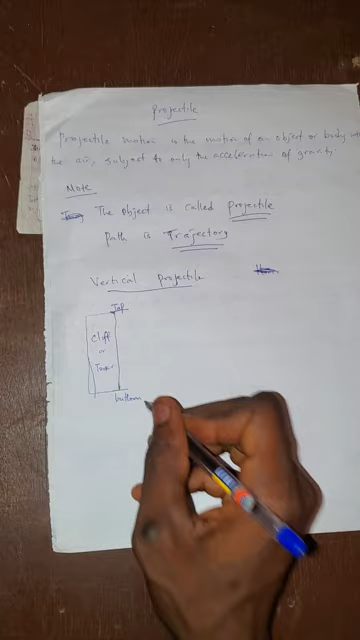 Projectile
Projectile motion is the motion of an object or body into
the air, subject to only the acceleration of gravity.
Note
The object is called projectile
Path is Trajectory
Vertical Projectile
Top
Cliff
or
Tower
bottom